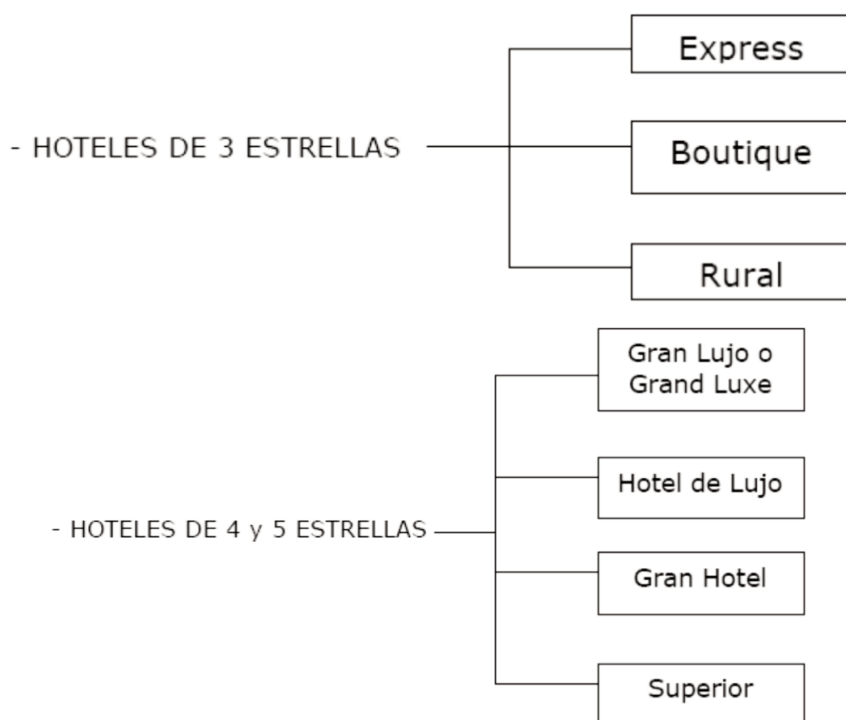 Express
- HOTELES DE 3 ESTRELLAS
Boutique
Rural
Gran Lujo o
Grand Luxe
Hotel de Lujo
- HOTELES DE 4 y 5 ESTRELLAS
Gran Hotel
Superior